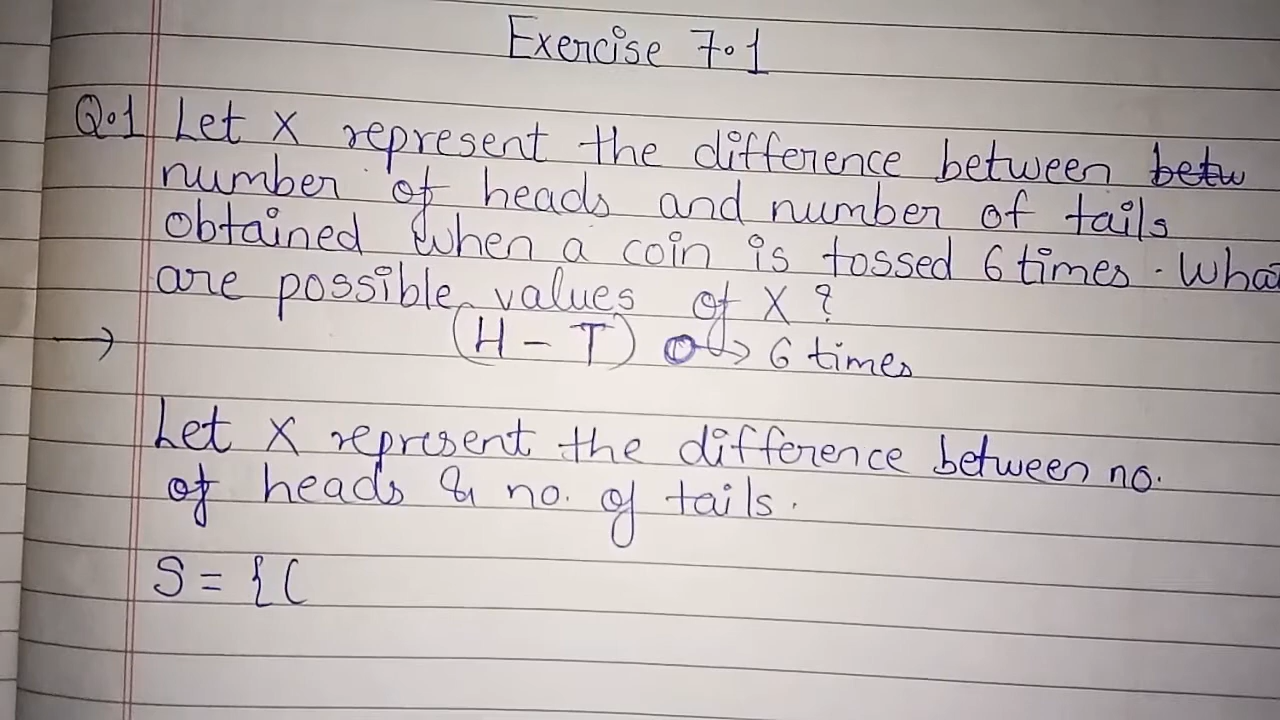 Exercise 7.1
Q.1 Let X represent the difference between betw
number of heads and number of tails
obtained when a coin is tossed 6 times. Wha
are possible values of X?
→ (H - T) → 6 times
Let X represent the difference between no.
of heads & no. of tails.
S = {(